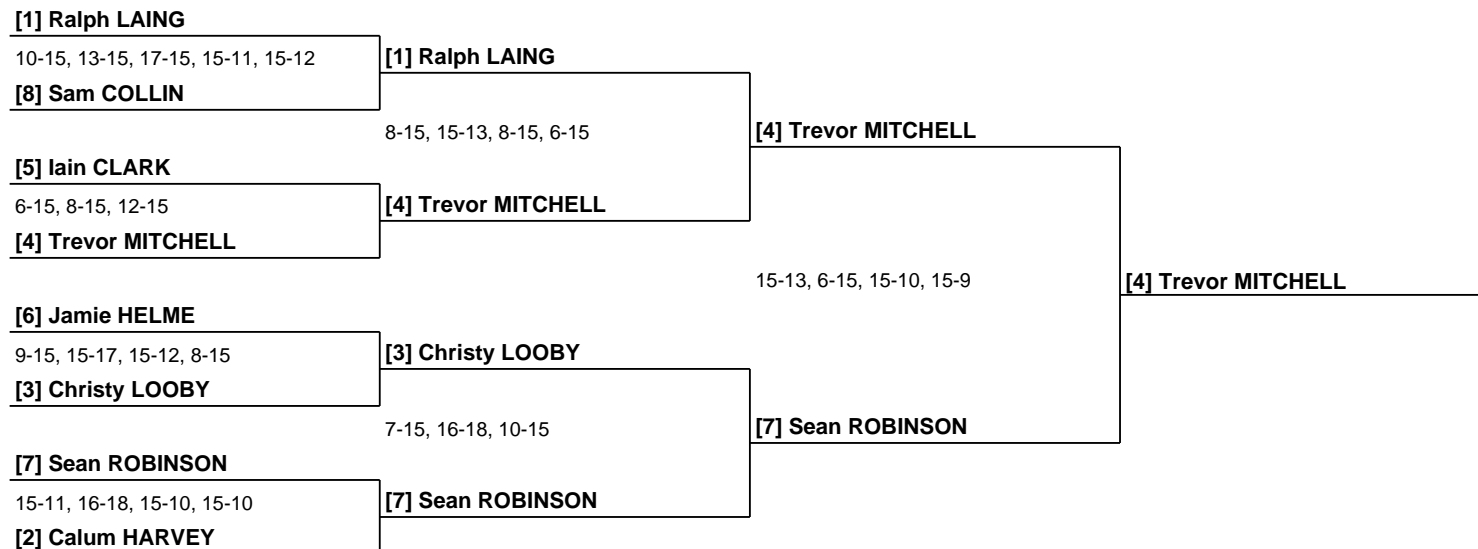 [1] Ralph LAING
10-15, 13-15, 17-15, 15-11, 15-12
[1] Ralph LAING
[8] Sam COLLIN
8-15, 15-13, 8-15, 6-15
[4] Trevor MITCHELL
[5] Iain CLARK
6-15, 8-15, 12-15
[4] Trevor MITCHELL
[4] Trevor MITCHELL
15-13, 6-15, 15-10, 15-9
[4] Trevor MITCHELL
[6] Jamie HELME
9-15, 15-17, 15-12, 8-15
[3] Christy LOOBY
[3] Christy LOOBY
7-15, 16-18, 10-15
[7] Sean ROBINSON
[7] Sean ROBINSON
15-11, 16-18, 15-10, 15-10
[7] Sean ROBINSON
[2] Calum HARVEY